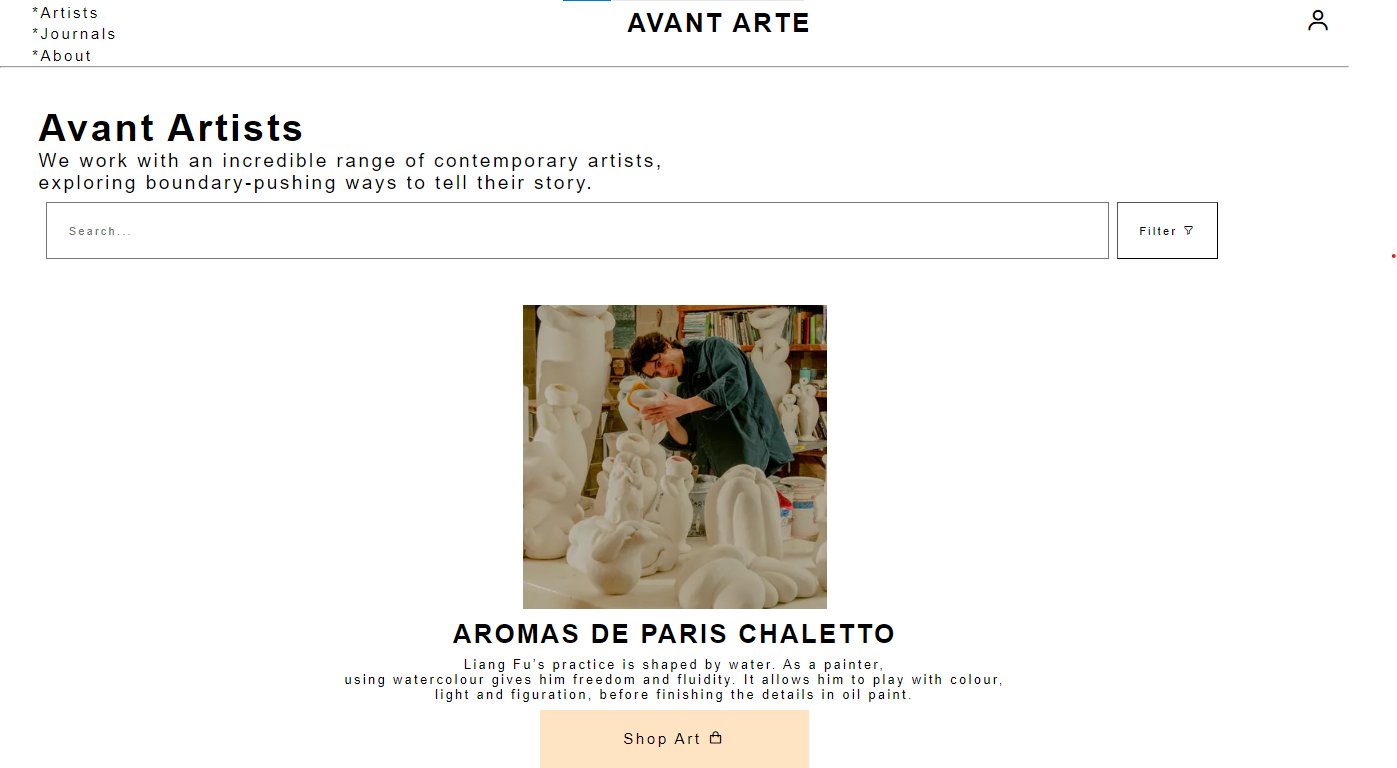 *Artists
*Journals
*About
AVANT ARTE
Avant Artists
We work with an incredible range of contemporary artists,
exploring boundary-pushing ways to tell their story.
Search...
Filter
AROMAS DE PARIS CHALETTO
Liang Fu’s practice is shaped by water. As a painter,
using watercolour gives him freedom and fluidity. It allows him to play with colour,
light and figuration, before finishing the details in oil paint.
Shop Art